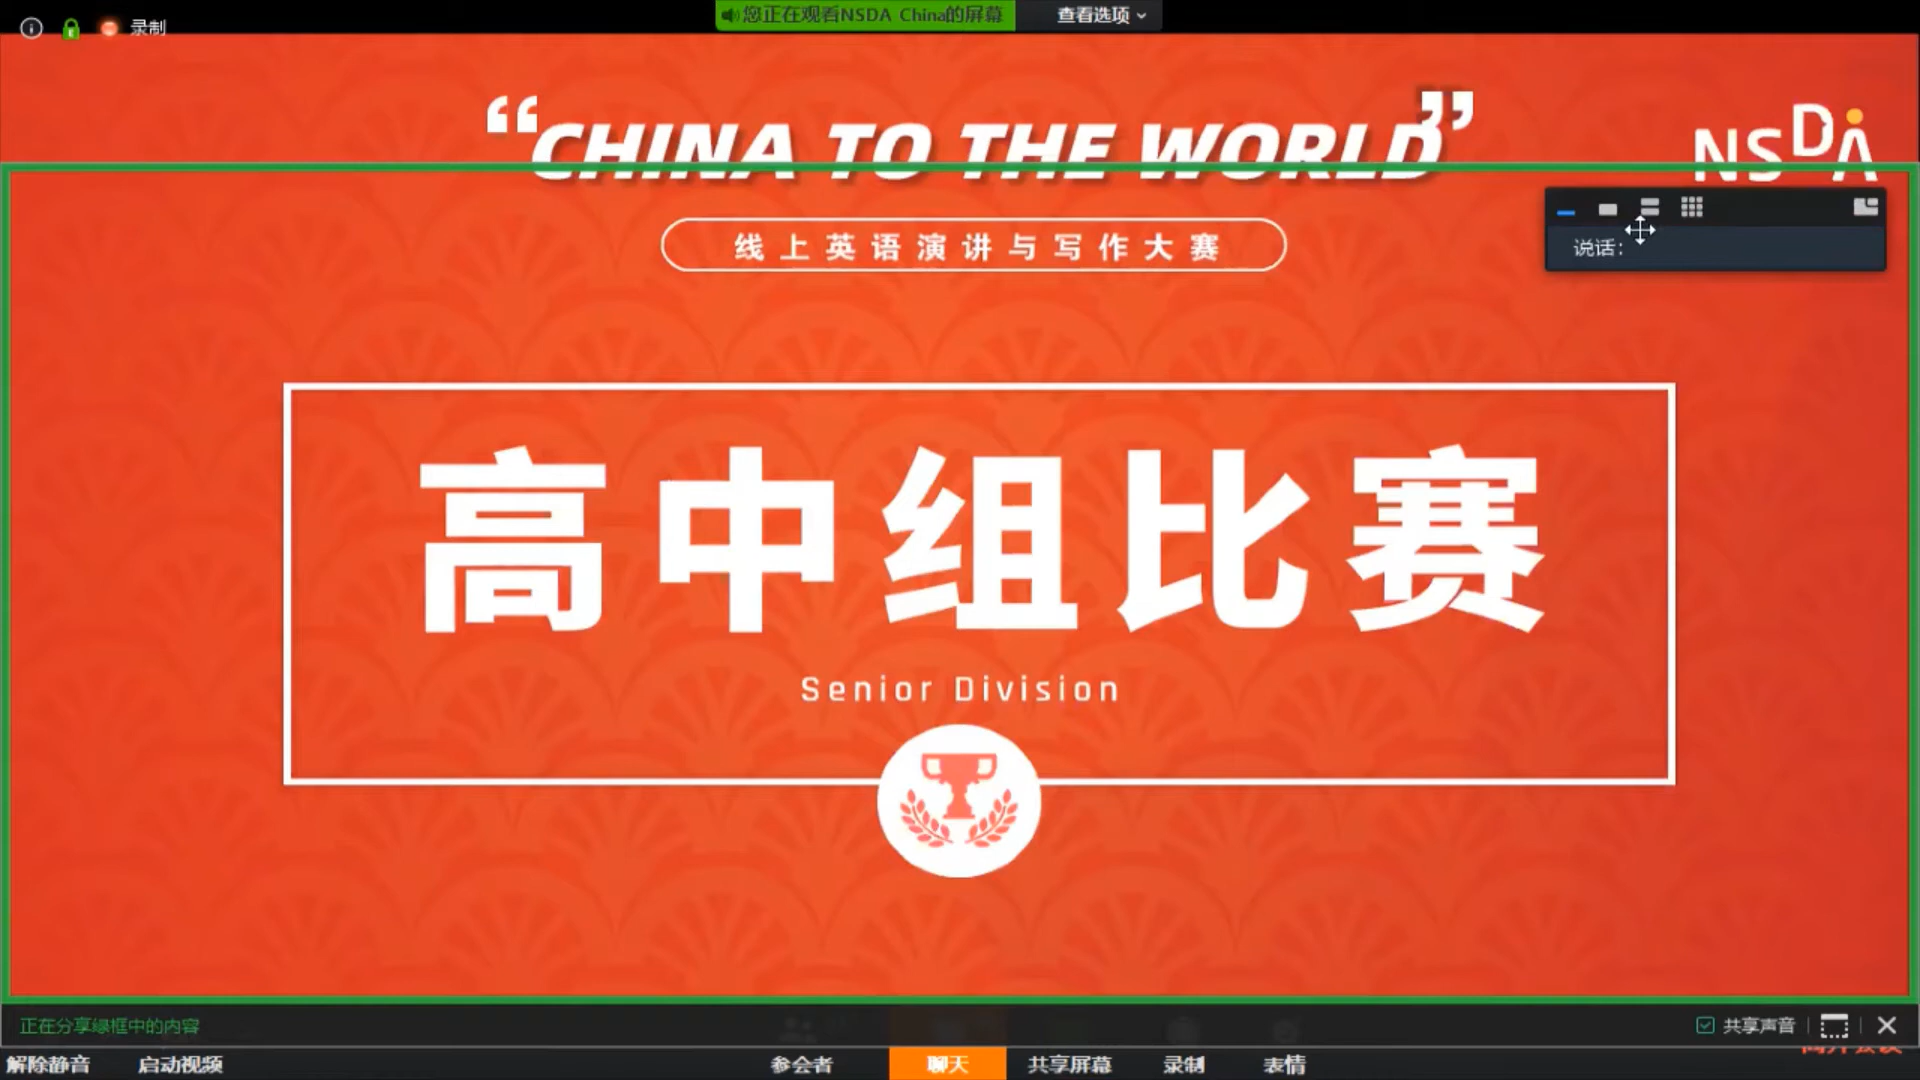 录制
您正在观看NSDA China的屏幕
查看选项
“CHINA TO THE WORLD”
NSDA
线上英语演讲与写作大赛
说话:
高中组比赛
Senior Division
正在分享绿框中的内容
共享声音
解除静音
启动视频
参会者
聊天
共享屏幕
录制
表情